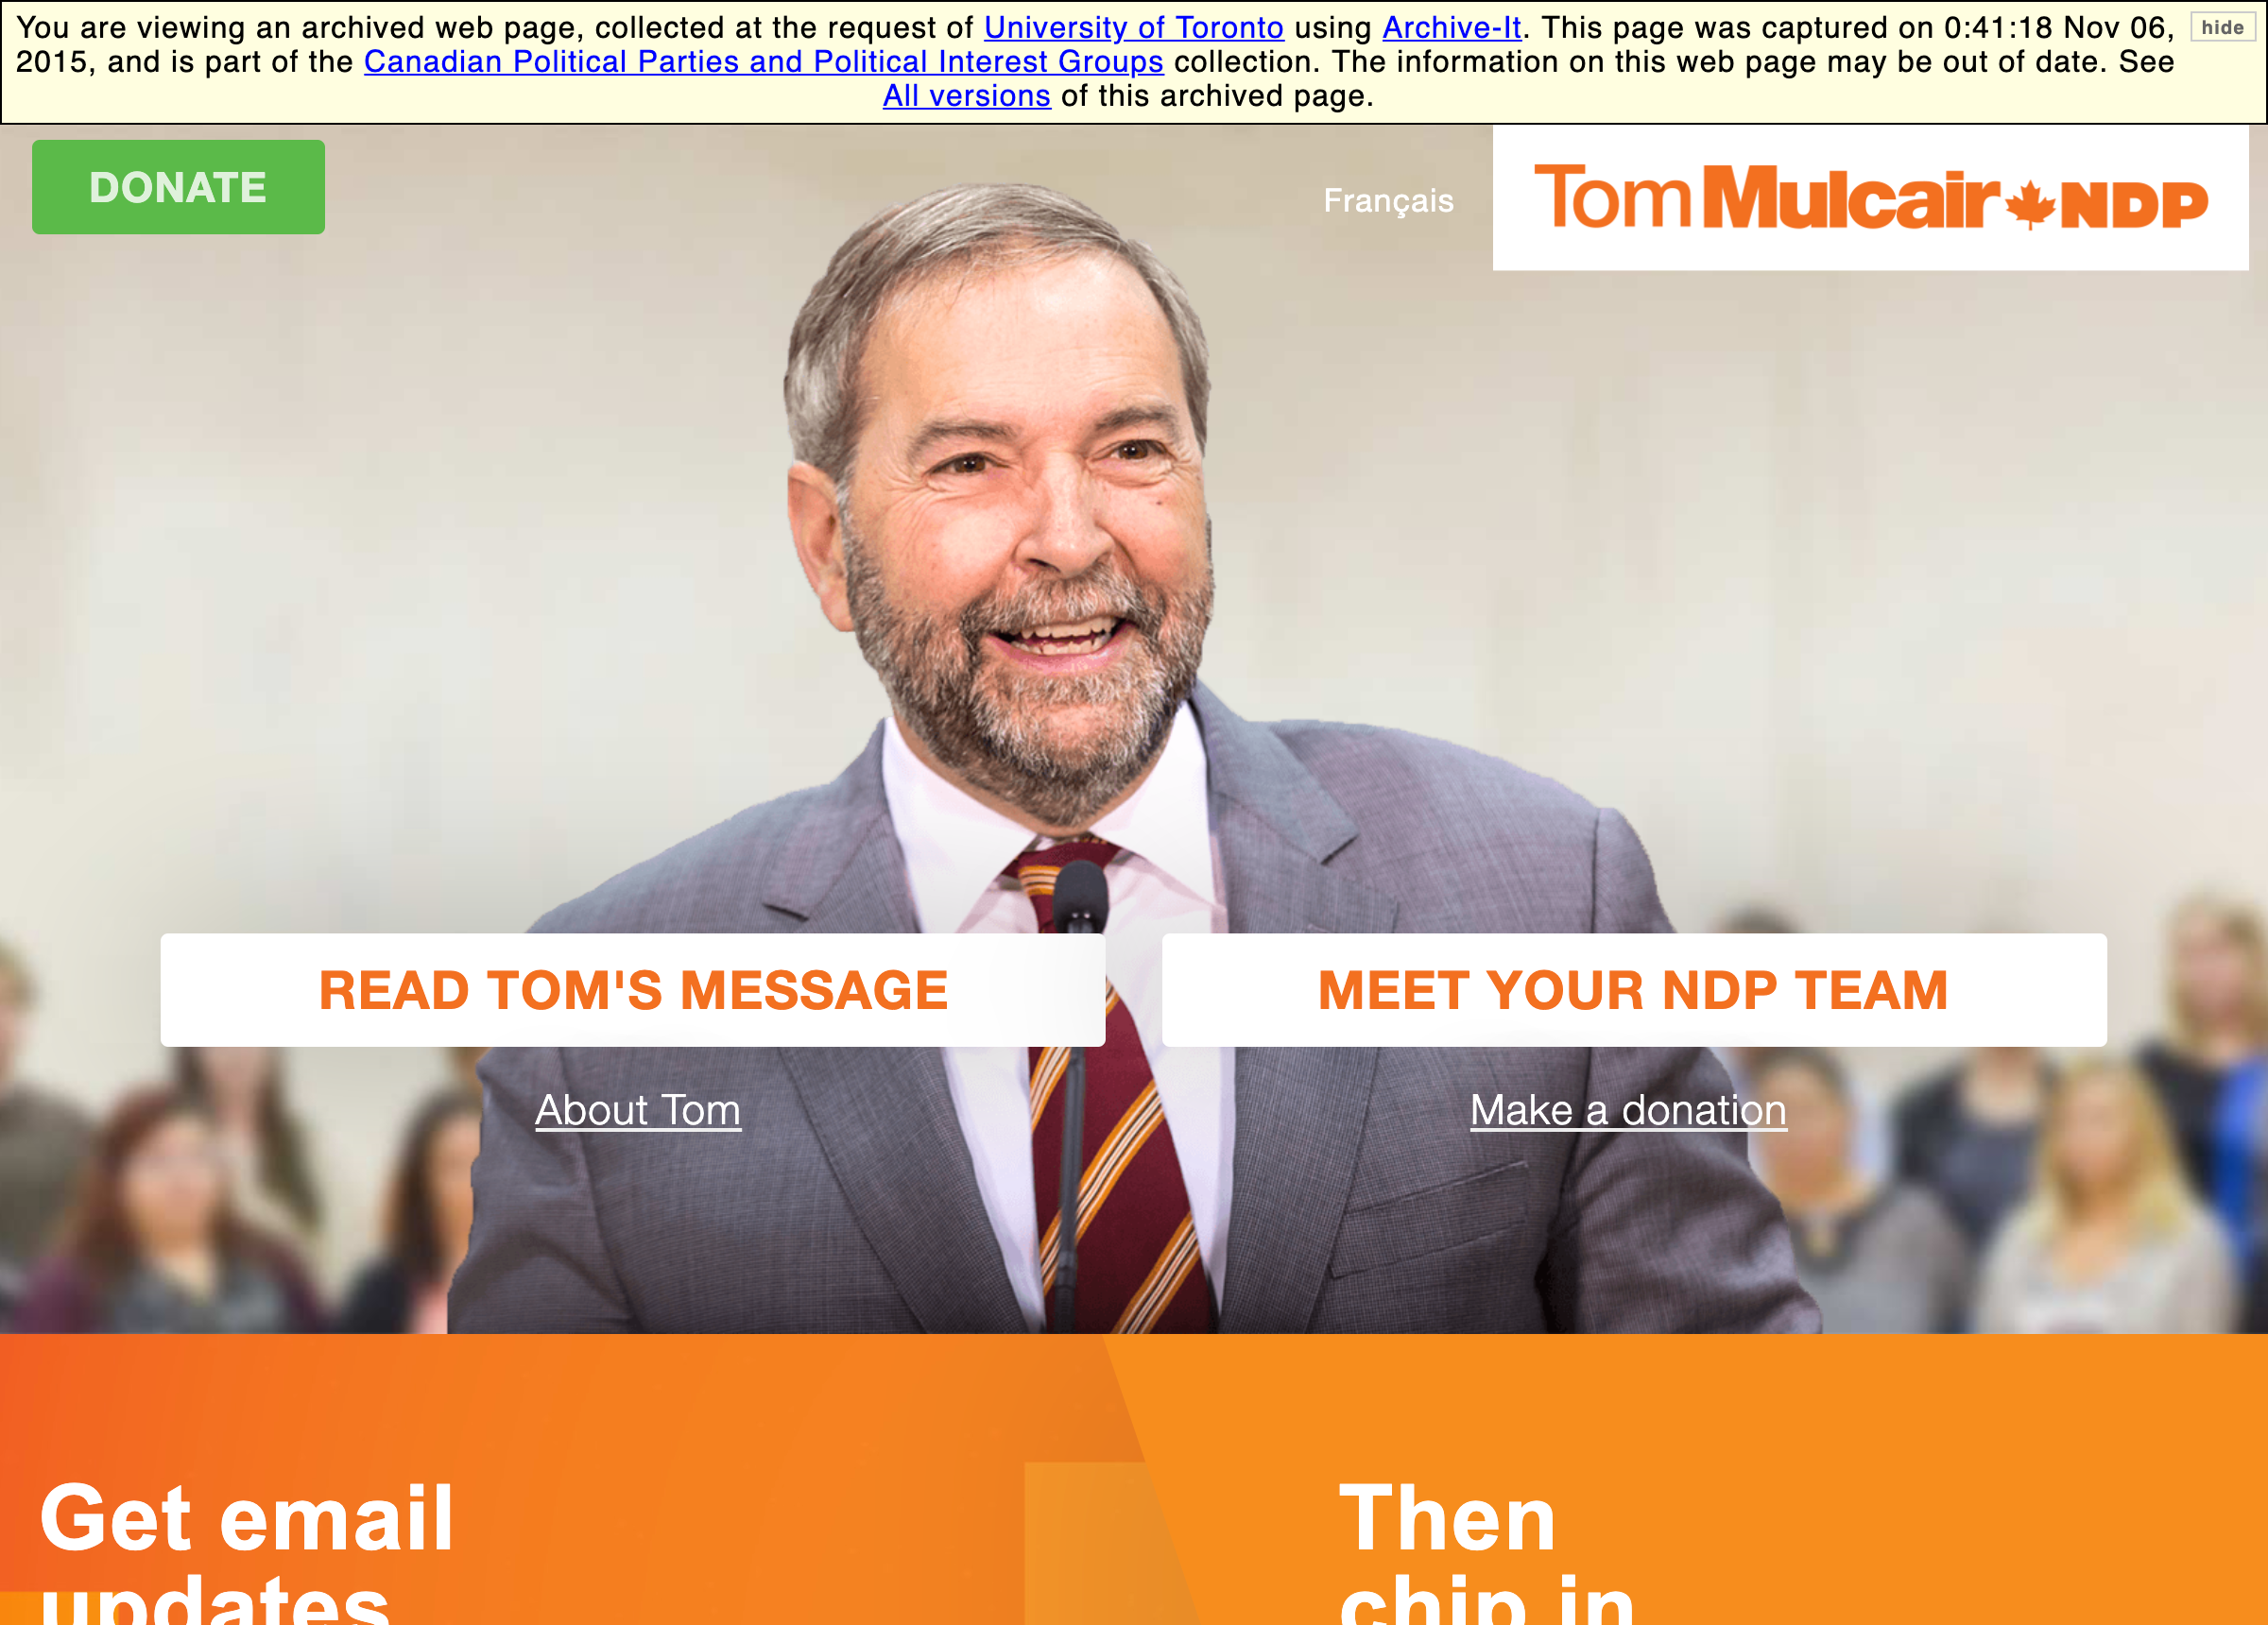 You are viewing an archived web page, collected at the request of University of Toronto using Archive-It. This page was captured on 0:41:18 Nov 06, hide
2015, and is part of the Canadian Political Parties and Political Interest Groups collection. The information on this web page may be out of date. See
All versions of this archived page.
DONATE
Français
Tom Mulcair NDP
READ TOM'S MESSAGE
MEET YOUR NDP TEAM
About Tom
Make a donation
Get email
updates
Then
chip in